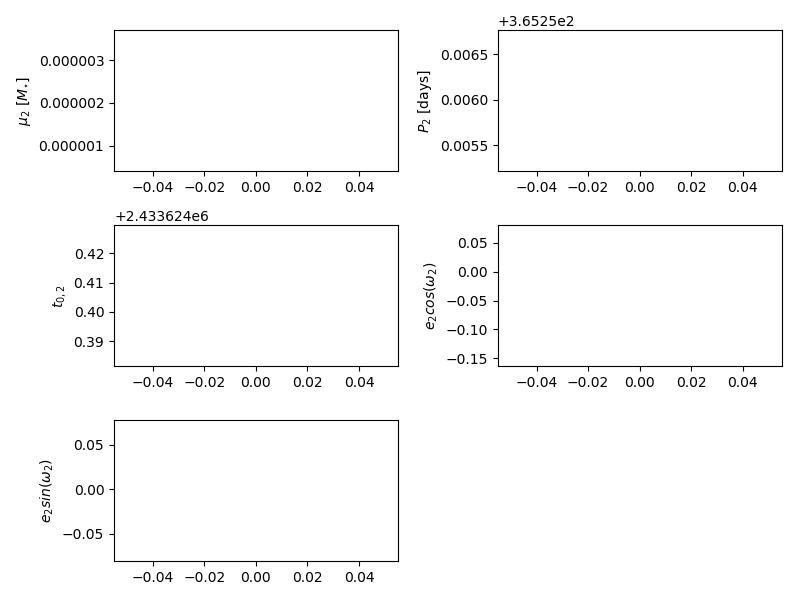 +3.6525e2
μ₂ [M⋆]
0.000003
0.000002
0.000001
−0.04 −0.02 0.00 0.02 0.04
P₂ [days]
0.0065
0.0060
0.0055
−0.04 −0.02 0.00 0.02 0.04
+2.433624e6
t₀,₂
0.42
0.41
0.40
0.39
−0.04 −0.02 0.00 0.02 0.04
e₂cos(ω₂)
0.05
0.00
−0.05
−0.10
−0.15
−0.04 −0.02 0.00 0.02 0.04
e₂sin(ω₂)
0.05
0.00
−0.05
−0.04 −0.02 0.00 0.02 0.04